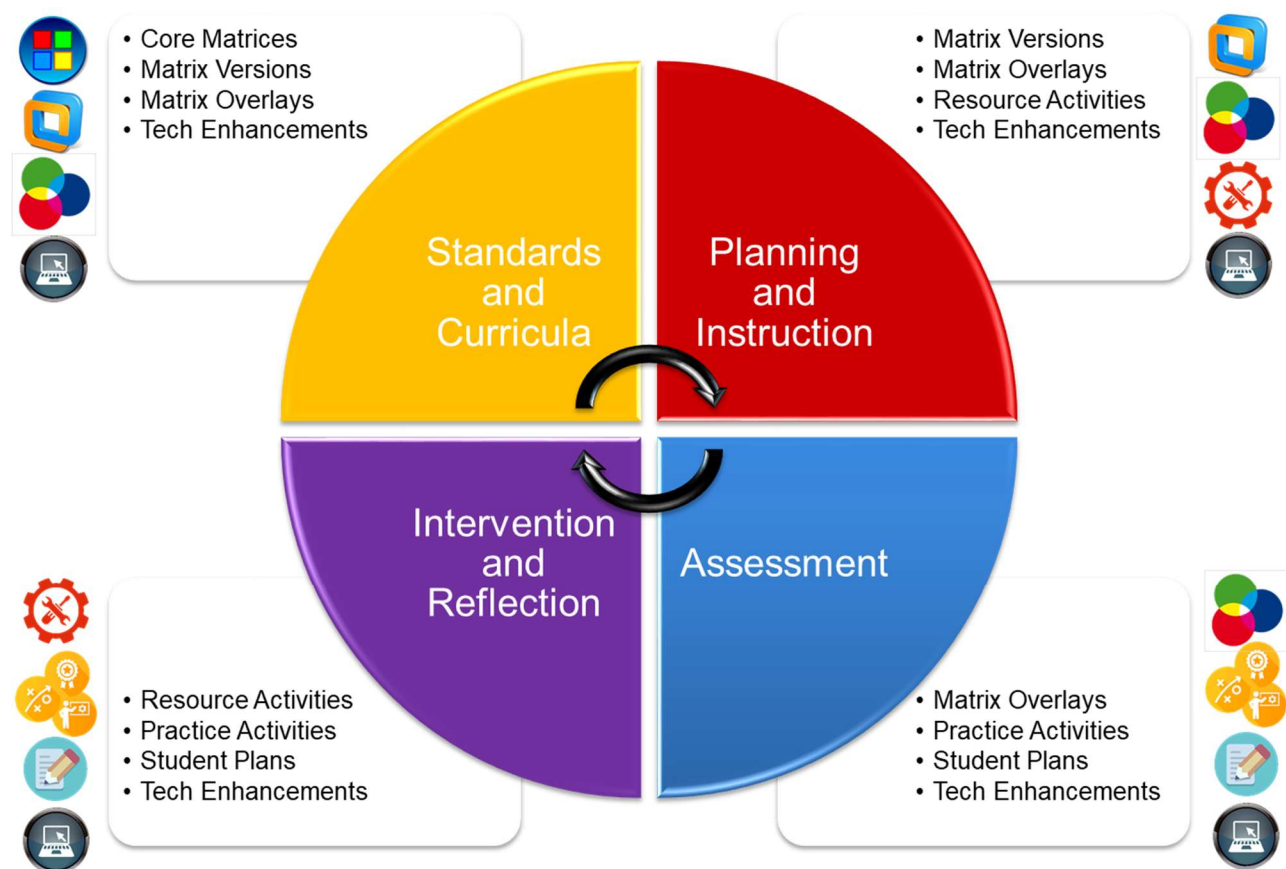 • Core Matrices
• Matrix Versions
• Matrix Overlays
• Tech Enhancements
• Matrix Versions
• Matrix Overlays
• Resource Activities
• Tech Enhancements
Standards
and
Curricula
Planning
and
Instruction
Intervention
and
Reflection
Assessment
• Resource Activities
• Practice Activities
• Student Plans
• Tech Enhancements
• Matrix Overlays
• Practice Activities
• Student Plans
• Tech Enhancements